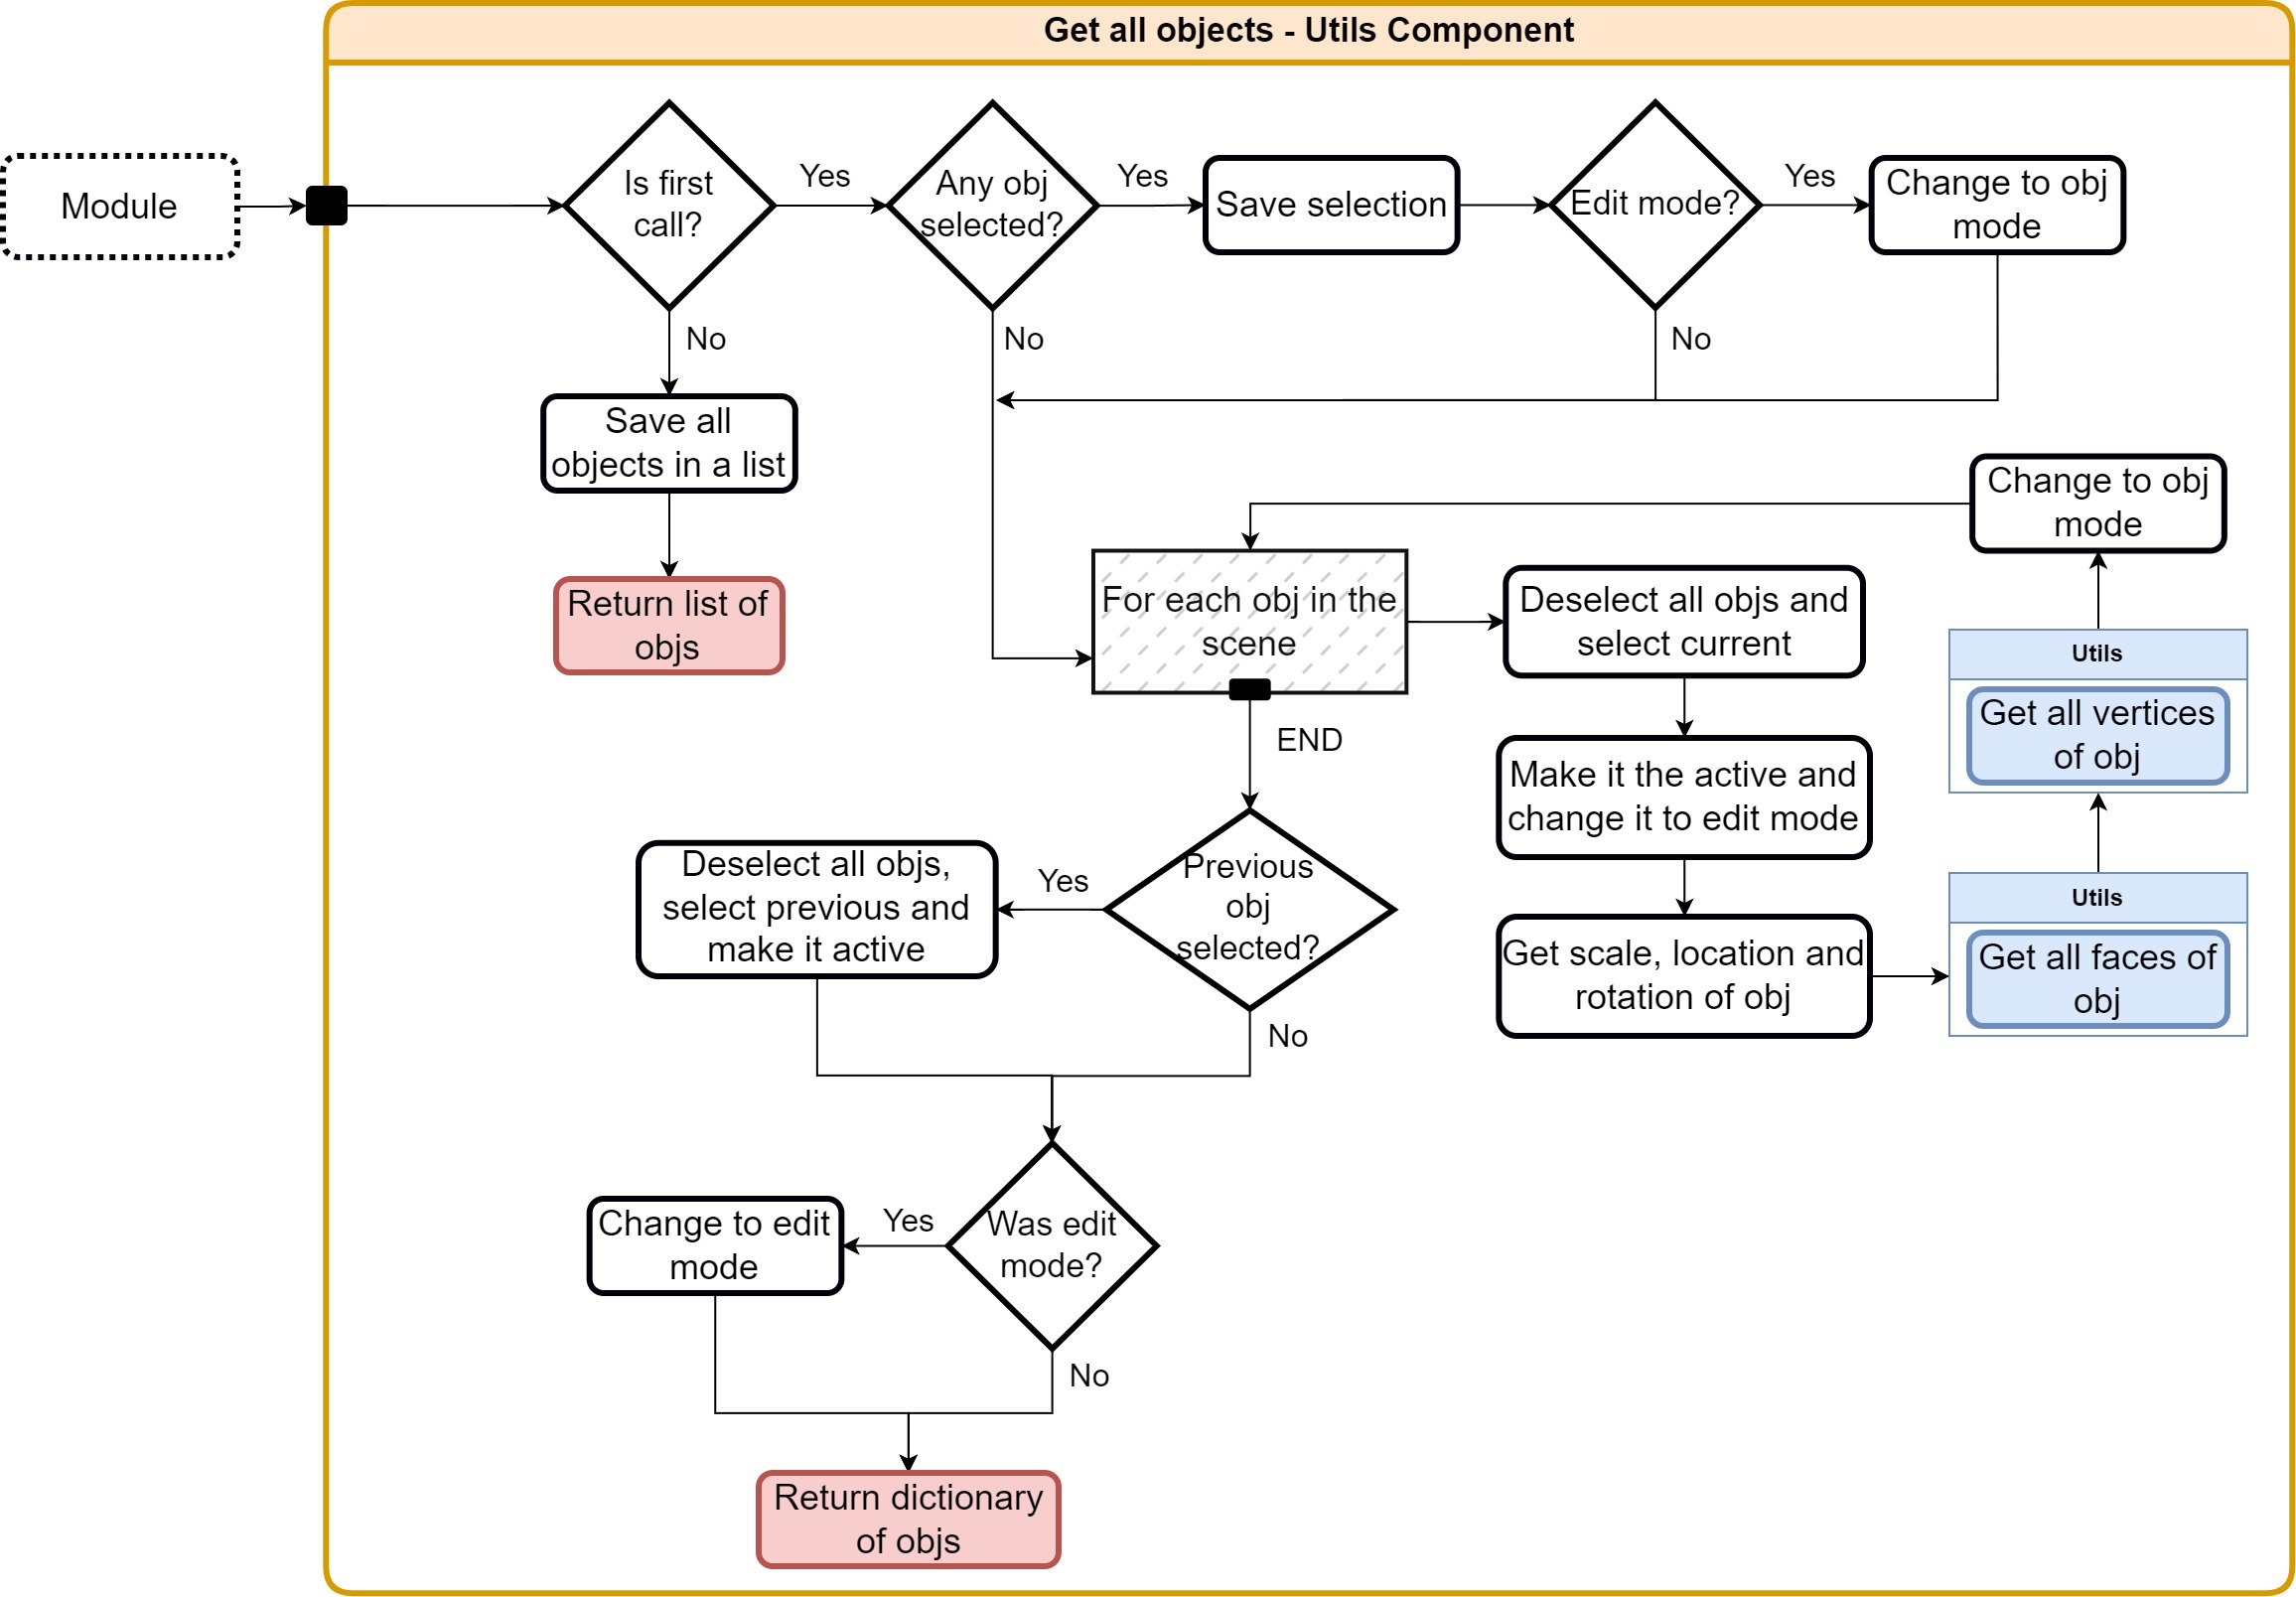 Get all objects - Utils Component
Module
Is first
call?
Yes
Any obj
selected?
Yes
Save selection
Edit mode?
Yes
Change to obj
mode
No
No
No
Save all
objects in a list
Return list of
objs
Change to obj
mode
For each obj in the
scene
Deselect all objs and
select current
Utils
Get all vertices
of obj
END
Make it the active and
change it to edit mode
Deselect all objs,
select previous and
make it active
Yes
Previous
obj
selected?
Get scale, location and
rotation of obj
Utils
Get all faces of
obj
No
Change to edit
mode
Yes
Was edit
mode?
No
Return dictionary
of objs